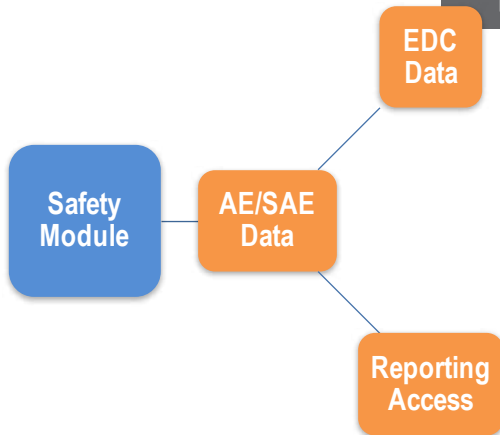 EDC
Data
Safety
Module
AE/SAE
Data
Reporting
Access